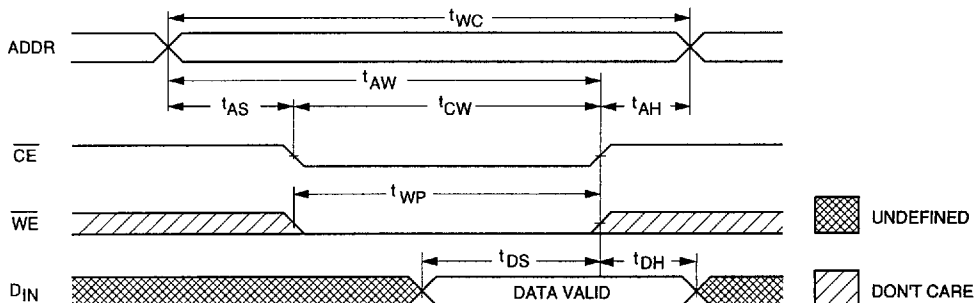 tWC
ADDR
tAW
tAS tCW tAH
CE
tWP
WE
UNDEFINED
tDS tDH
DIN DATA VALID DON'T CARE